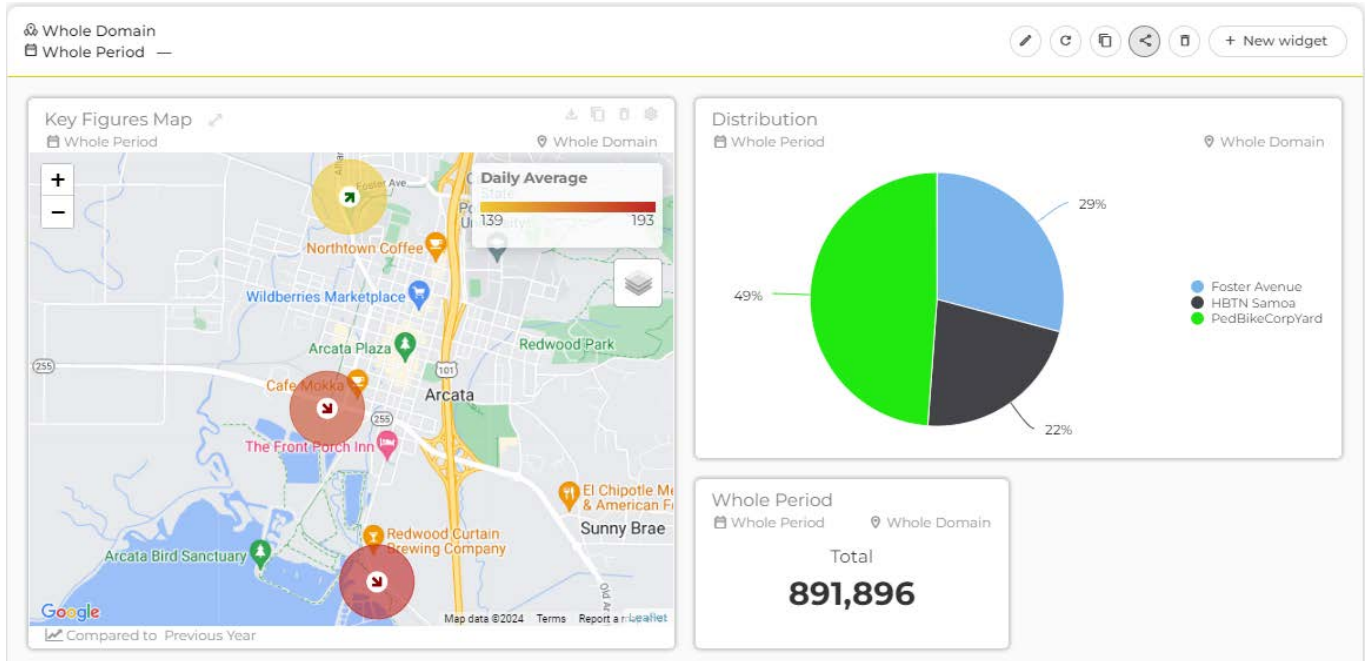 Whole Domain
Whole Period —
+ New widget
Key Figures Map
Whole Period
Whole Domain
+
−
Foster Ave
Daily Average
State
139
193
Northtown Coffee
Wildberries Marketplace
Arcata Plaza
Redwood Park
255
101
Cafe Mokka
Arcata
255
The Front Porch Inn
El Chipotle Me
& American F
Sunny Brae
Redwood Curtain
Brewing Company
Arcata Bird Sanctuary
Old Ar
Google
Map data ©2024
Terms
Report a
Leaflet
Compared to Previous Year
Distribution
Whole Period
Whole Domain
29%
49%
22%
Foster Avenue
HBTN Samoa
PedBikeCorpYard
Whole Period
Whole Period
Whole Domain
Total
891,896